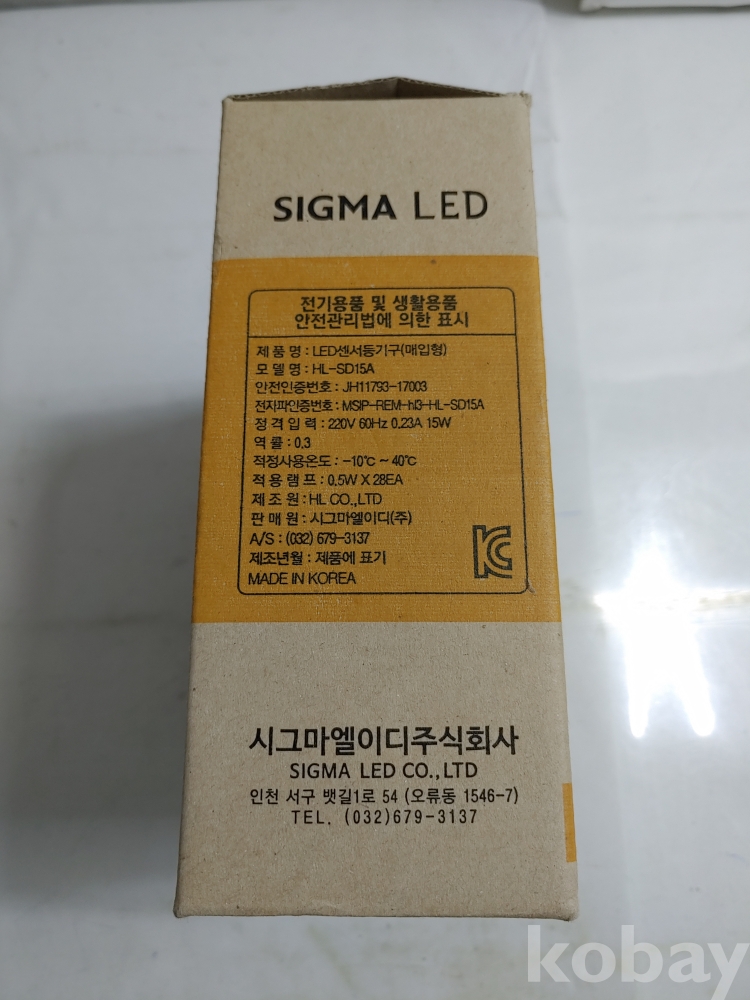 SIGMA LED
전기용품 및 생활용품
안전관리법에 의한 표시
제 품 명 : LED센서등기구(매입형)
모 델 명 : HL-SD15A
안전인증번호 : JH11793-17003
전자파인증번호 : MSIP-REM-hl3-HL-SD15A
정 격 입 력 : 220V 60Hz 0.23A 15W
역 률 : 0.3
적정사용온도 : -10℃ ~ 40℃
적 용 램 프 : 0.5W X 28EA
제 조 원 : HL CO.,LTD
판 매 원 : 시그마엘이디(주)
A/S : (032) 679-3137
제조년월 : 제품에 표기
MADE IN KOREA
시그마엘이디주식회사
SIGMA LED CO.,LTD
인천 서구 뱃길1로 54 (오류동 1546-7)
TEL. (032)679-3137
kobay